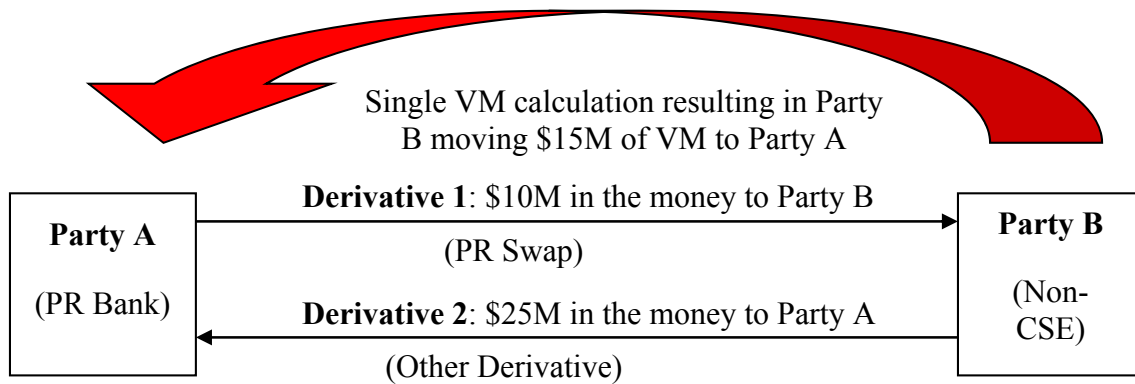 Single VM calculation resulting in Party
B moving $15M of VM to Party A
Derivative 1: $10M in the money to Party B
(PR Swap)
Party A
(PR Bank)
Party B
(Non-
CSE)
Derivative 2: $25M in the money to Party A
(Other Derivative)